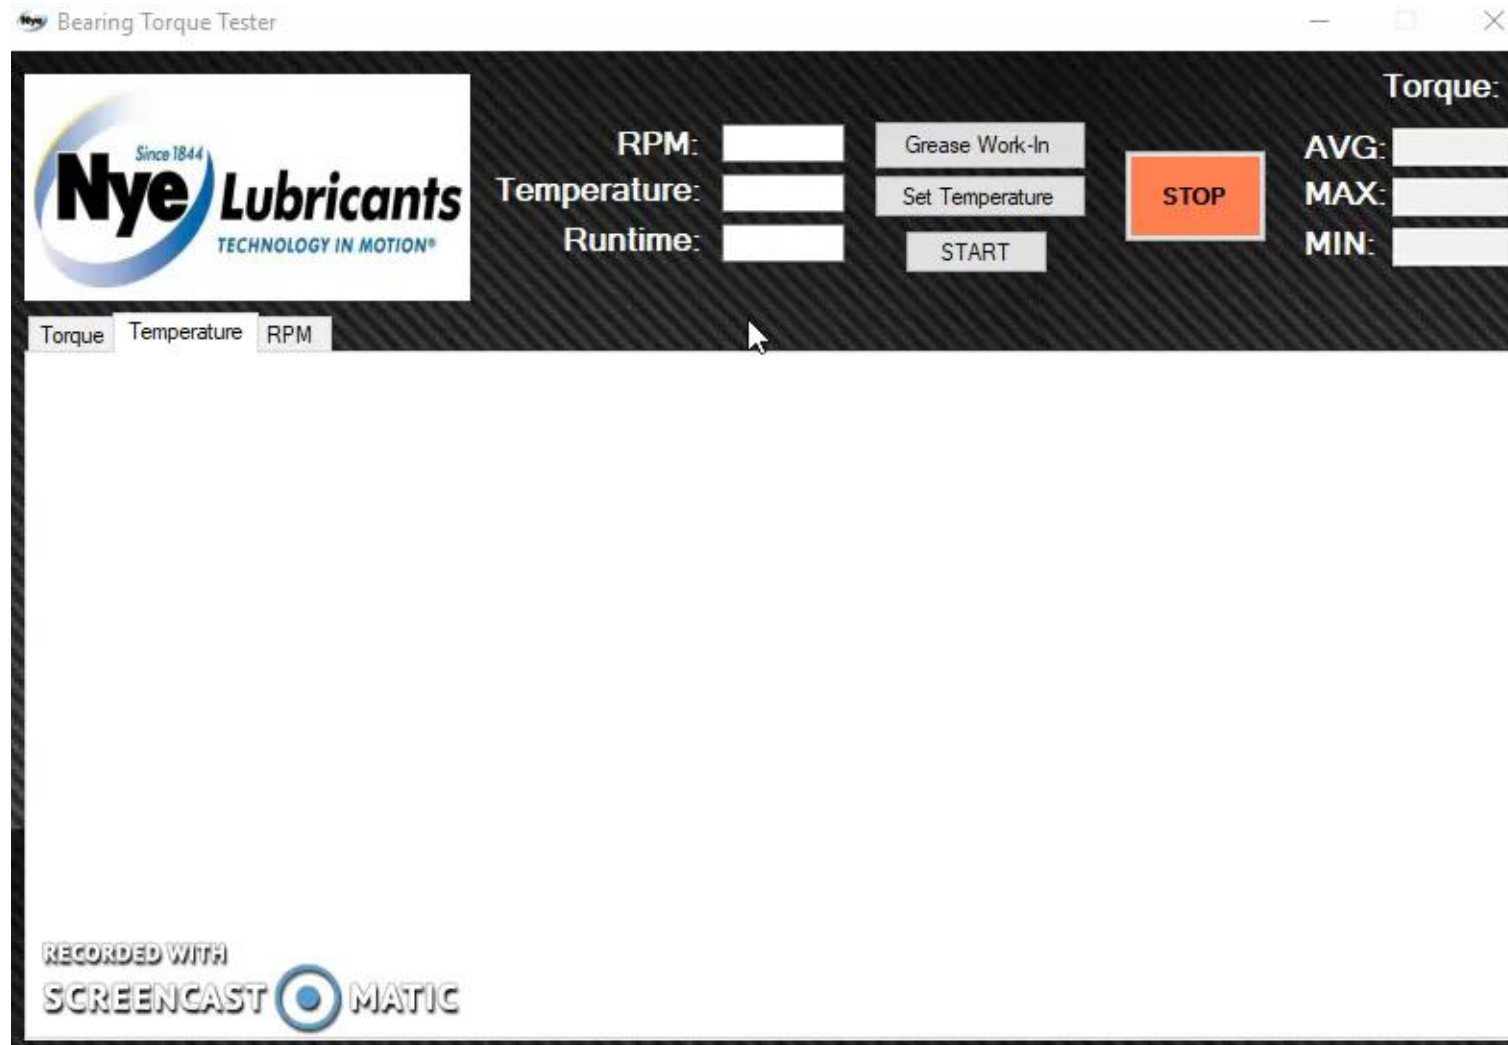 Nye Bearing Torque Tester
Since 1844
Nye Lubricants
TECHNOLOGY IN MOTION®
RPM:
Temperature:
Runtime:
Grease Work-In
Set Temperature
START
STOP
Torque:
AVG:
MAX:
MIN:
Torque Temperature RPM
RECORDED WITH
SCREENCAST MATIC